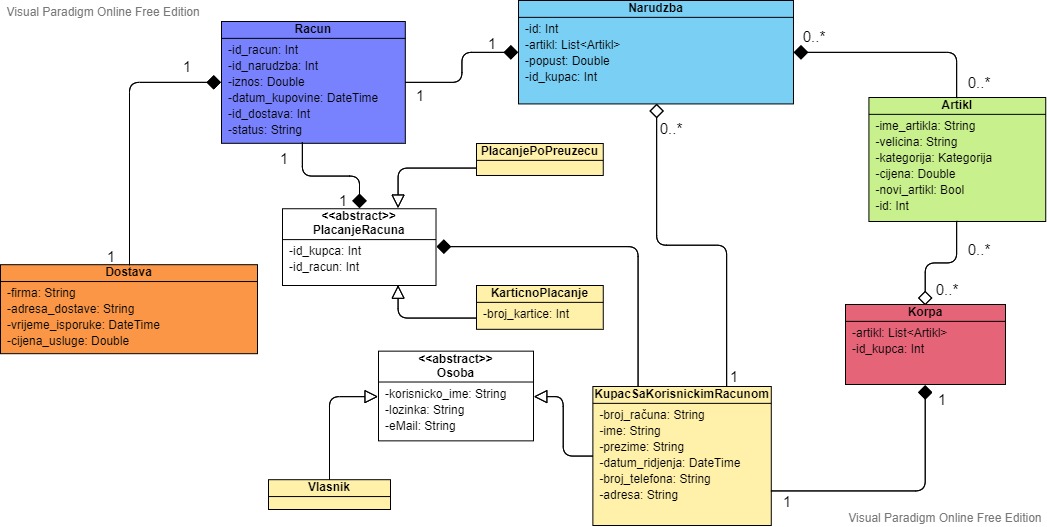 Visual Paradigm Online Free Edition
Racun
-id_racun: Int
-id_narudzba: Int
-iznos: Double
-datum_kupovine: DateTime
-id_dostava: Int
-status: String
Narudzba
-id: Int
-artikl: List<Artikl>
-popust: Double
-id_kupac: Int
Artikl
-ime_artikla: String
-velicina: String
-kategorija: Kategorija
-cijena: Double
-novi_artikl: Bool
-id: Int
1
1
1
0..*
0..*
0..*
1
1
1
PlacanjePoPreuzecu
<<abstract>>
PlacanjeRacuna
-id_kupca: Int
-id_racun: Int
KarticnoPlacanje
-broj_kartice: Int
Dostava
-firma: String
-adresa_dostave: String
-vrijeme_isporuke: DateTime
-cijena_usluge: Double
0..*
0..*
Korpa
-artikl: List<Artikl>
-id_kupca: Int
<<abstract>>
Osoba
-korisnicko_ime: String
-lozinka: String
-eMail: String
1
KupacSaKorisnickimRacunom
-broj_računa: String
-ime: String
-prezime: String
-datum_ridjenja: DateTime
-broj_telefona: String
-adresa: String
1
1
Vlasnik
Visual Paradigm Online Free Edition